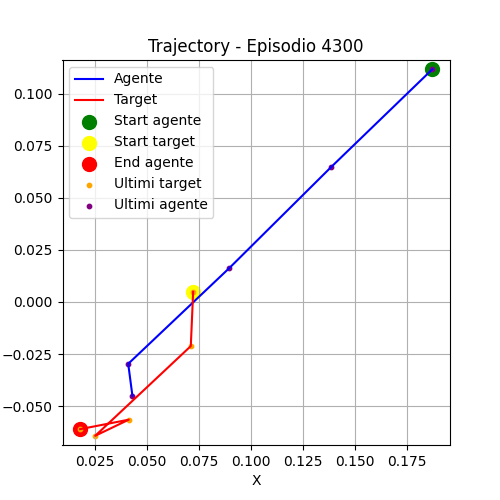 Trajectory - Episodio 4300
Agente
Target
Start agente
Start target
End agente
Ultimi target
Ultimi agente
0.100
0.075
0.050
0.025
0.000
−0.025
−0.050
0.025 0.050 0.075 0.100 0.125 0.150 0.175
X